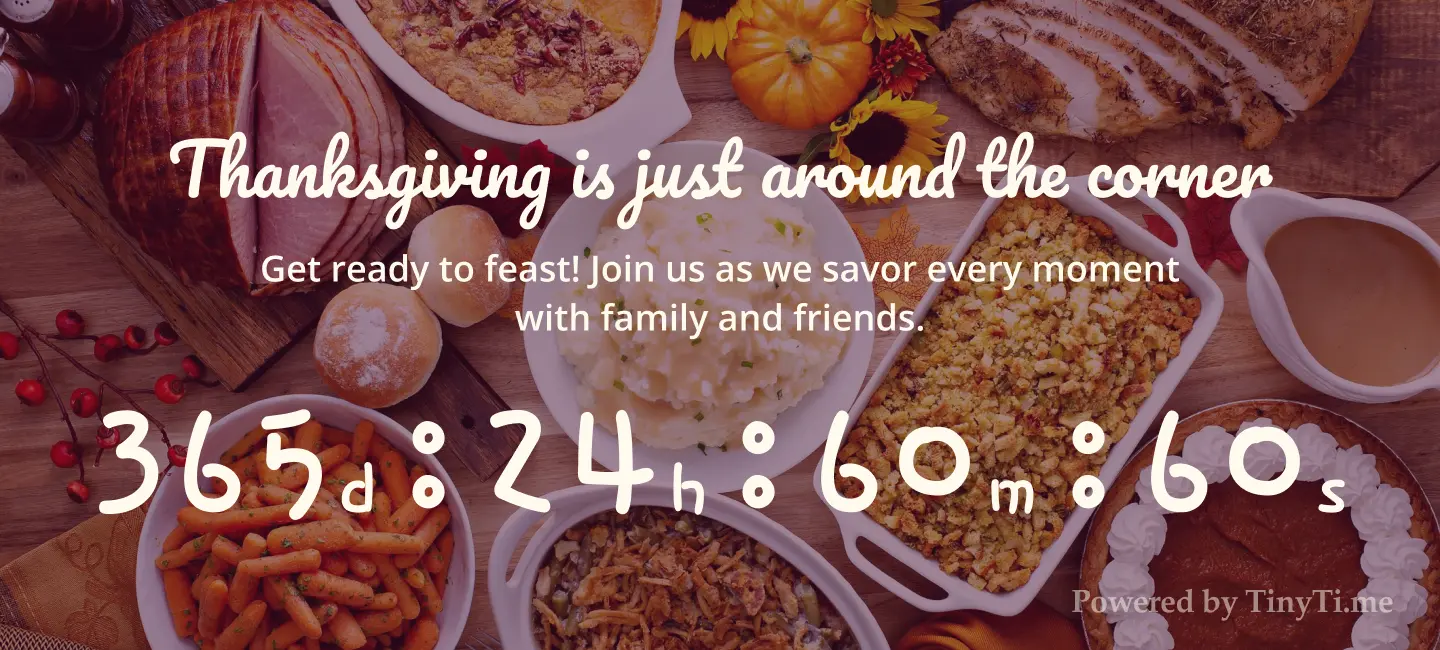 Thanksgiving is just around the corner
Get ready to feast! Join us as we savor every moment
with family and friends.
365d:24h:60m:60s
Powered by TinyTi.me